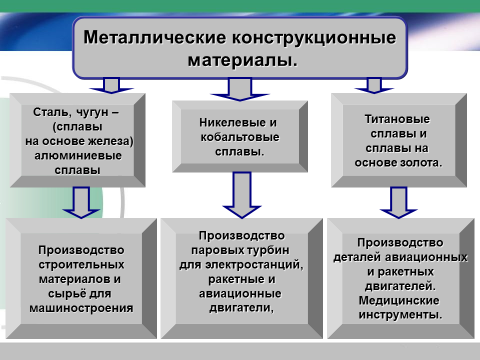 Металлические конструкционные
материалы.
Сталь, чугун –
(сплавы
на основе железа)
алюминиевые
сплавы
Никелевые и
кобальтовые
сплавы.
Титановые
сплавы и
сплавы на
основе золота.
Производство
строительных
материалов и
сырьё для
машиностроения
Производство
паровых турбин
для электростанций,
ракетные и
авиационные
двигатели,
Производство
деталей авиационных
и ракетных
двигателей.
Медицинские
инструменты.